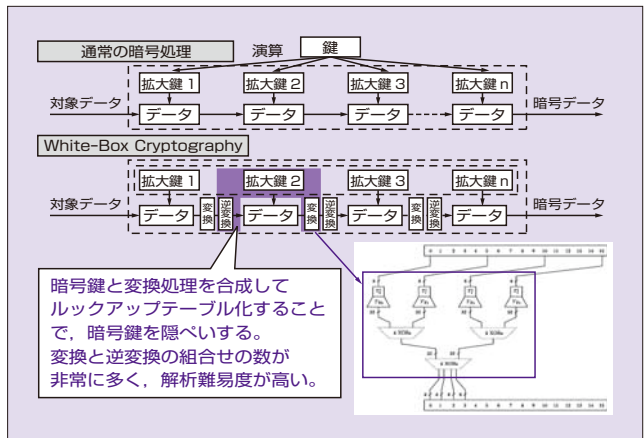 通常の暗号処理
演算
鍵
拡大鍵 1
拡大鍵 2
拡大鍵 3
拡大鍵 n
対象データ
データ
データ
データ
データ
暗号データ
White-Box Cryptography
拡大鍵 1
拡大鍵 2
拡大鍵 3
拡大鍵 n
対象データ
データ
変換
逆変換
データ
変換
逆変換
データ
変換
逆変換
データ
暗号データ
暗号鍵と変換処理を合成して
ルックアップテーブル化すること
で，暗号鍵を隠ぺいする。
変換と逆変換の組合せの数が
非常に多く，解析難易度が高い。